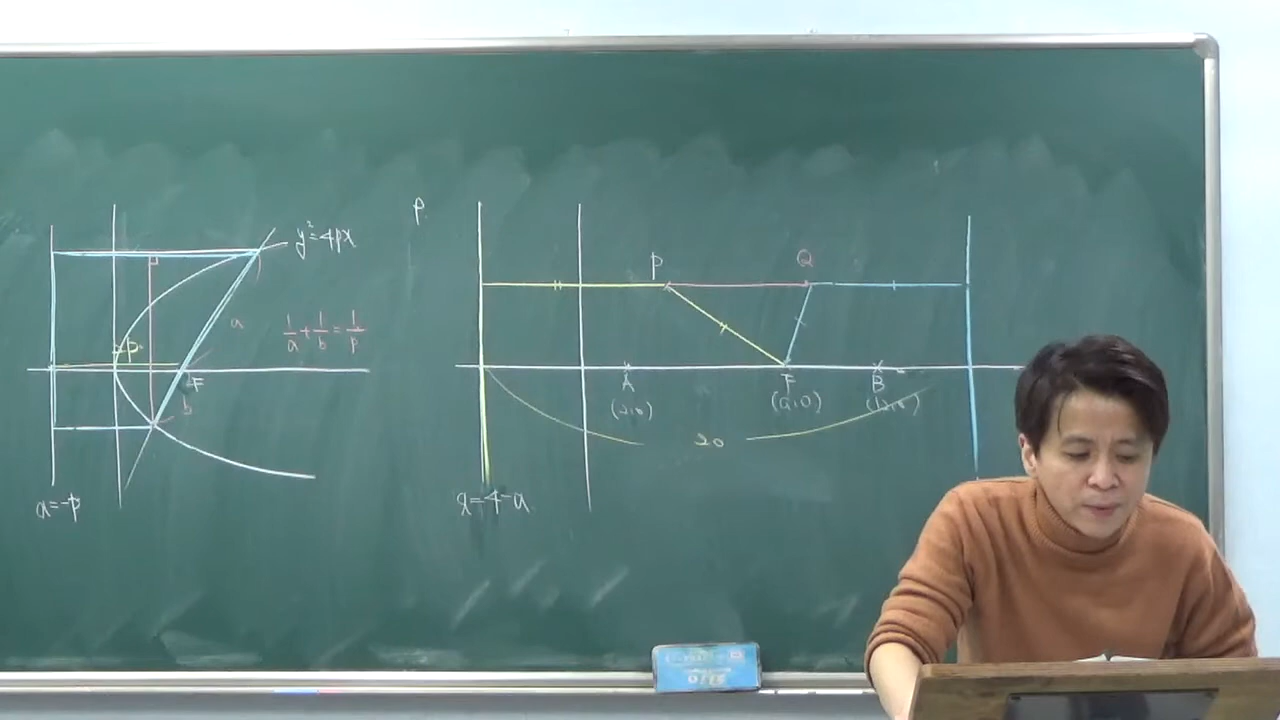 y²=4px
P
a
1/a + 1/b = 1/p
F
b
x=-p
P.
P
Q
A
(2,0)
F
(a,0)
B
(12,0)
20
x=4-a